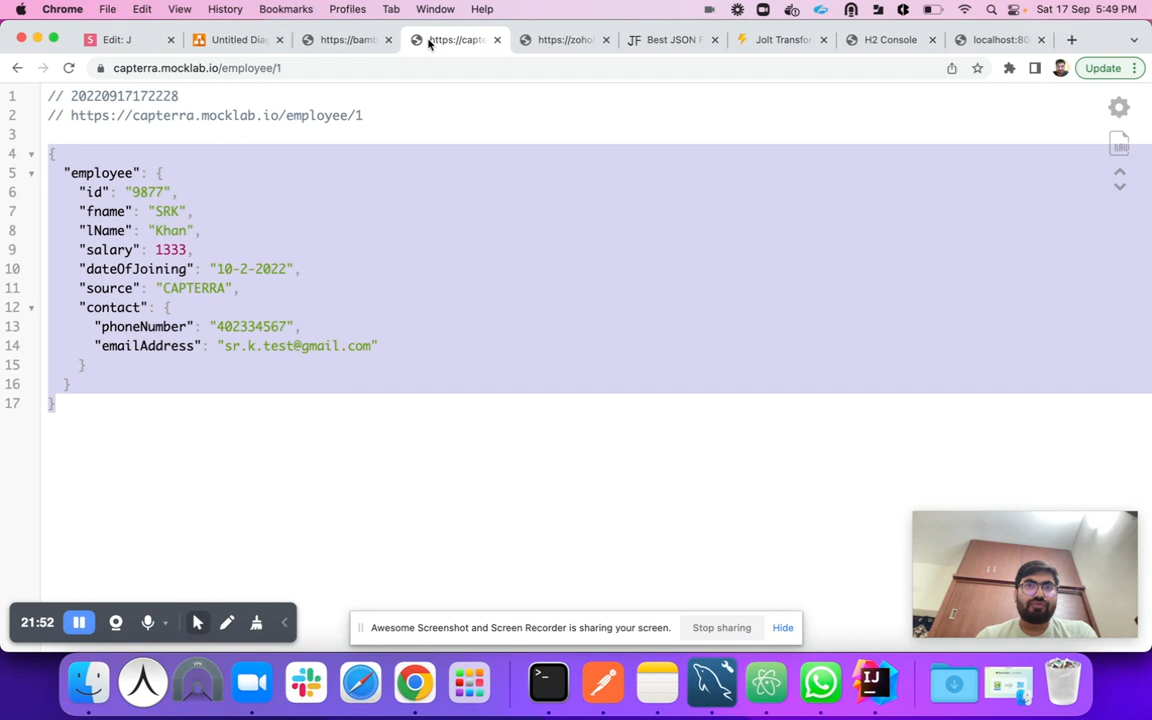 Chrome File Edit View History Bookmarks Profiles Tab Window Help Sat 17 Sep 5:49 PM
Edit: J Untitled Dia https://bamb https://capte https://zoho JF Best JSON F Jolt Transfor H2 Console localhost:80
capterra.mocklab.io/employee/1 Update
1 // 20220917172228
2 // https://capterra.mocklab.io/employee/1
3
4 {
5 "employee": {
6 "id": "9877",
7 "fname": "SRK",
8 "lName": "Khan",
9 "salary": 1333,
10 "dateOfJoining": "10-2-2022",
11 "source": "CAPTERRA",
12 "contact": {
13 "phoneNumber": "402334567",
14 "emailAddress": "sr.k.test@gmail.com"
15 }
16 }
17 }
RAW
21:52
Awesome Screenshot and Screen Recorder is sharing your screen. Stop sharing Hide
VPN
zoom
IJ